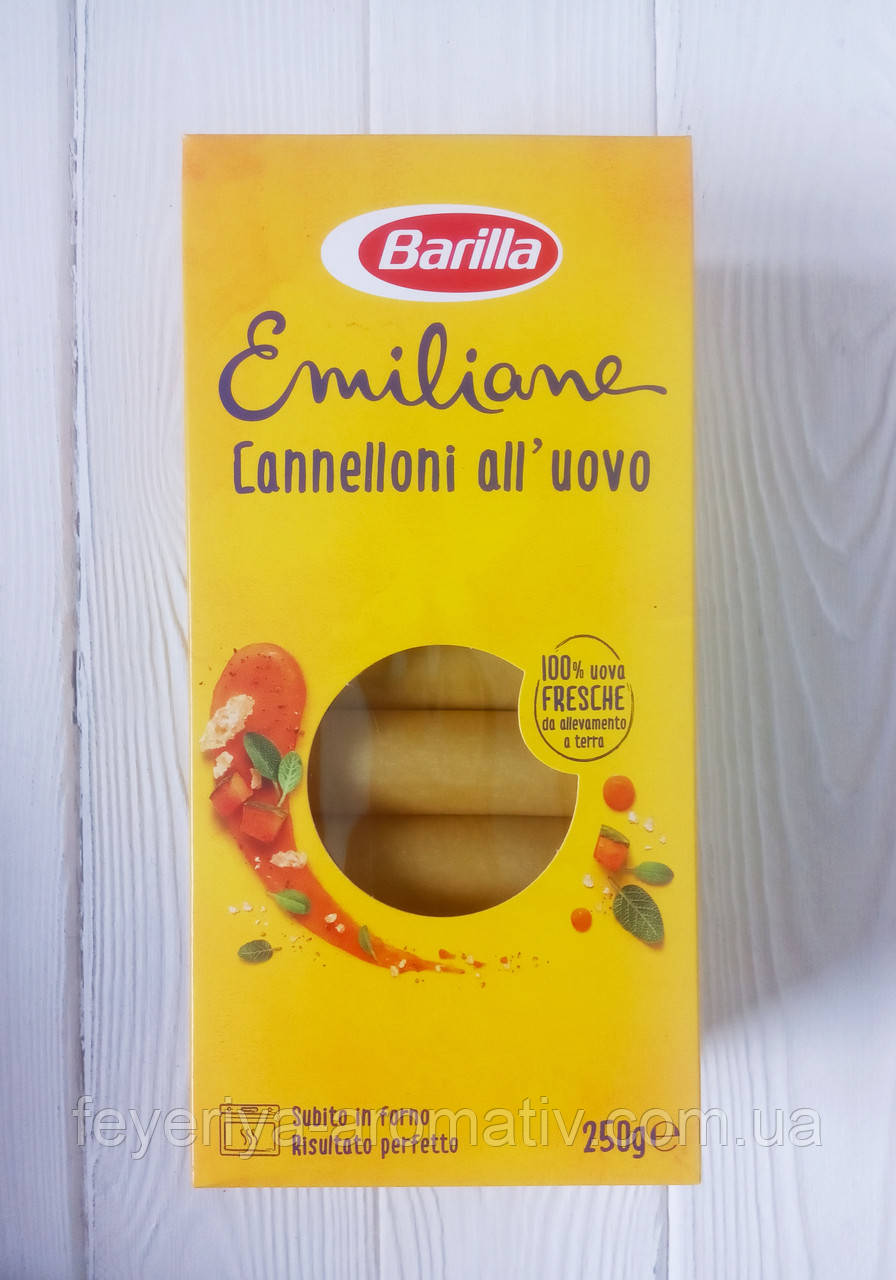 Barilla
Emiliane
Cannelloni all'uovo
100% uova
FRESCHE
da allevamento
a terra
Subito in forno
Risultato perfetto
250g℮
feyeriya-aromativ.com.ua